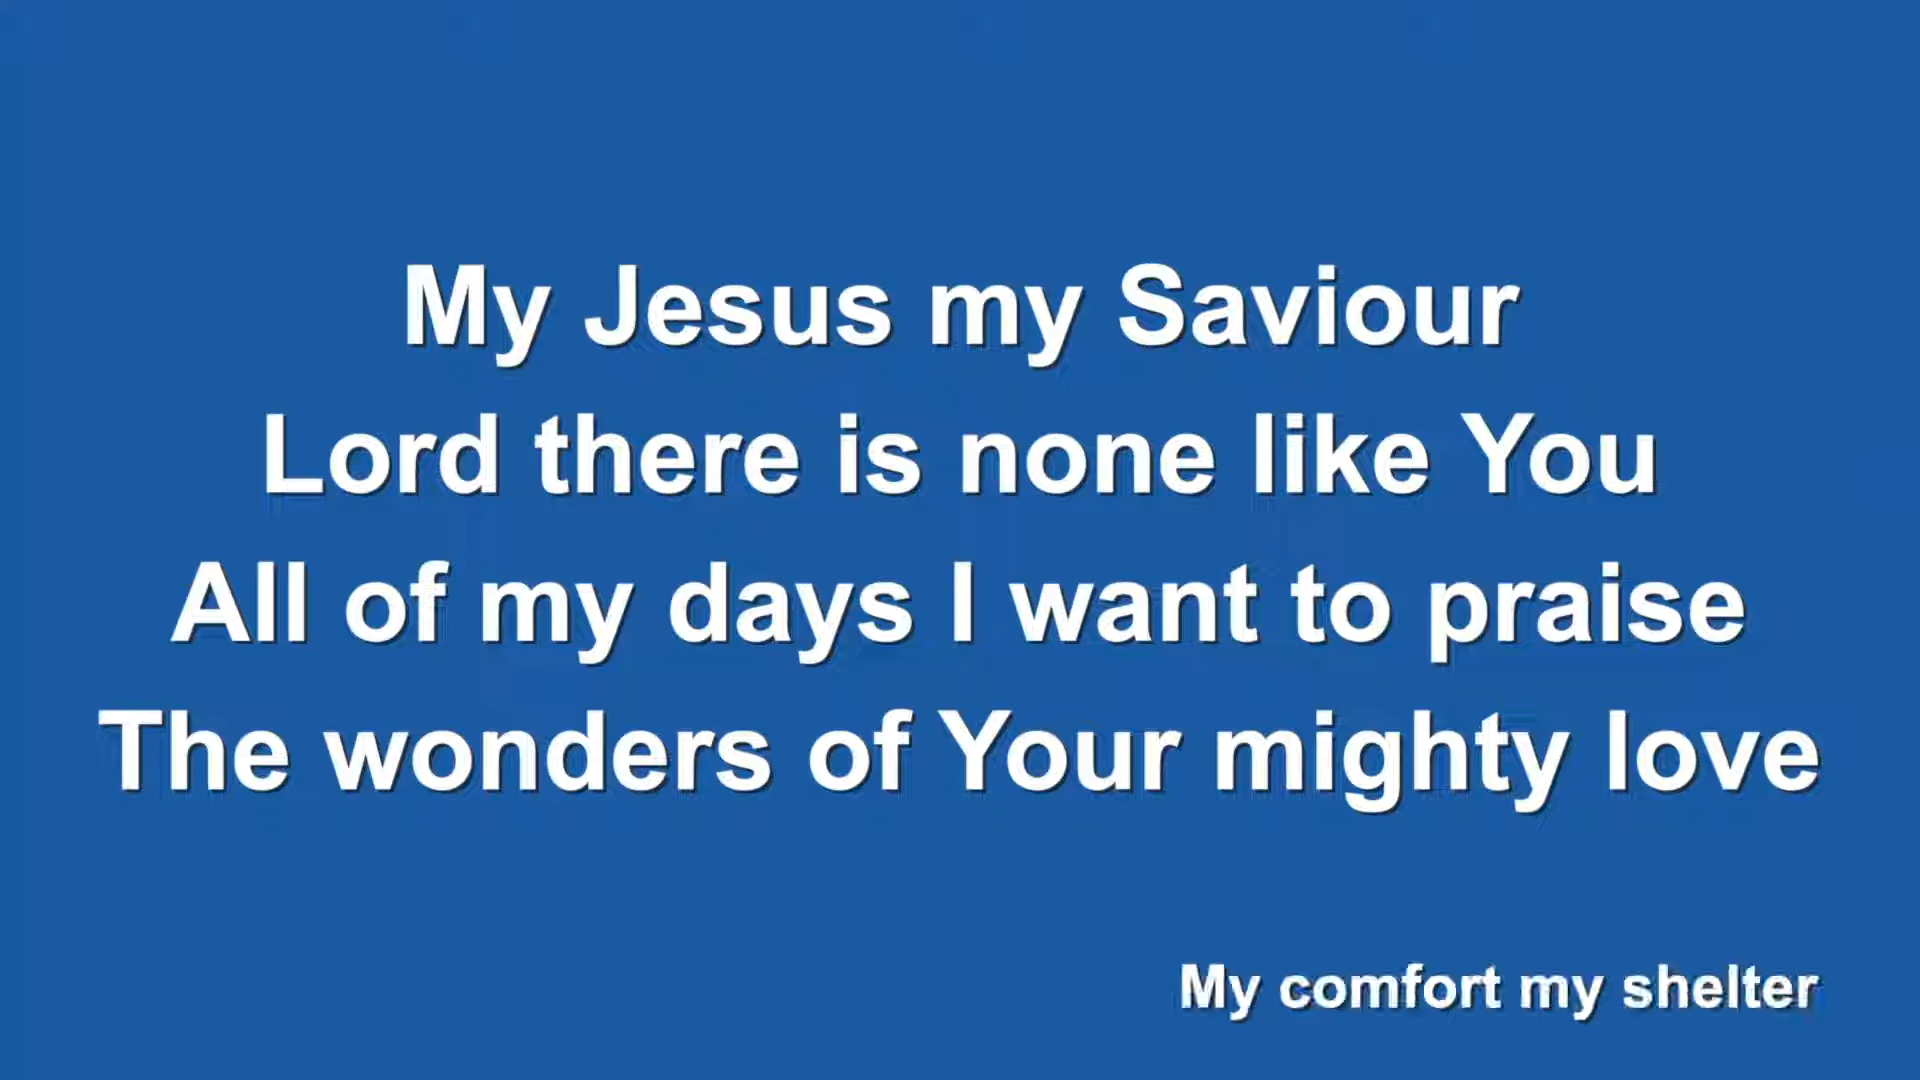 My Jesus my Saviour
Lord there is none like You
All of my days I want to praise
The wonders of Your mighty love
My comfort my shelter